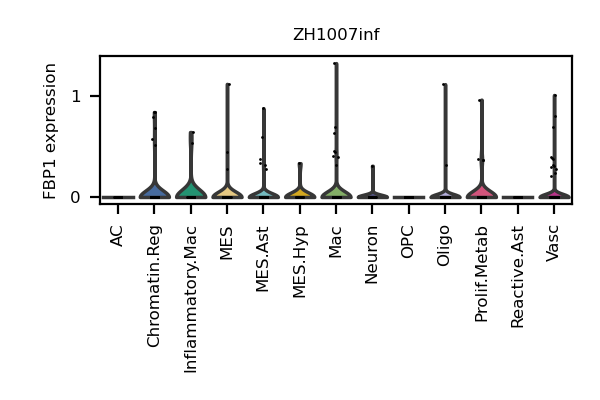 ZH1007inf
FBP1 expression
1
0
AC
Chromatin.Reg
Inflammatory.Mac
MES
MES.Ast
MES.Hyp
Mac
Neuron
OPC
Oligo
Prolif.Metab
Reactive.Ast
Vasc